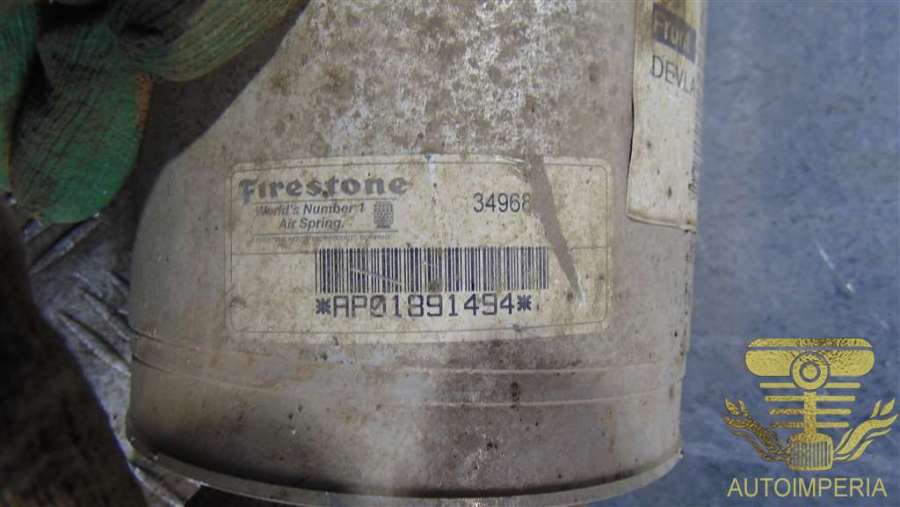 Firestone
World's Number 1
Air Spring.
34968
*AP01891494*
DEVLA
AUTOIMPERIA